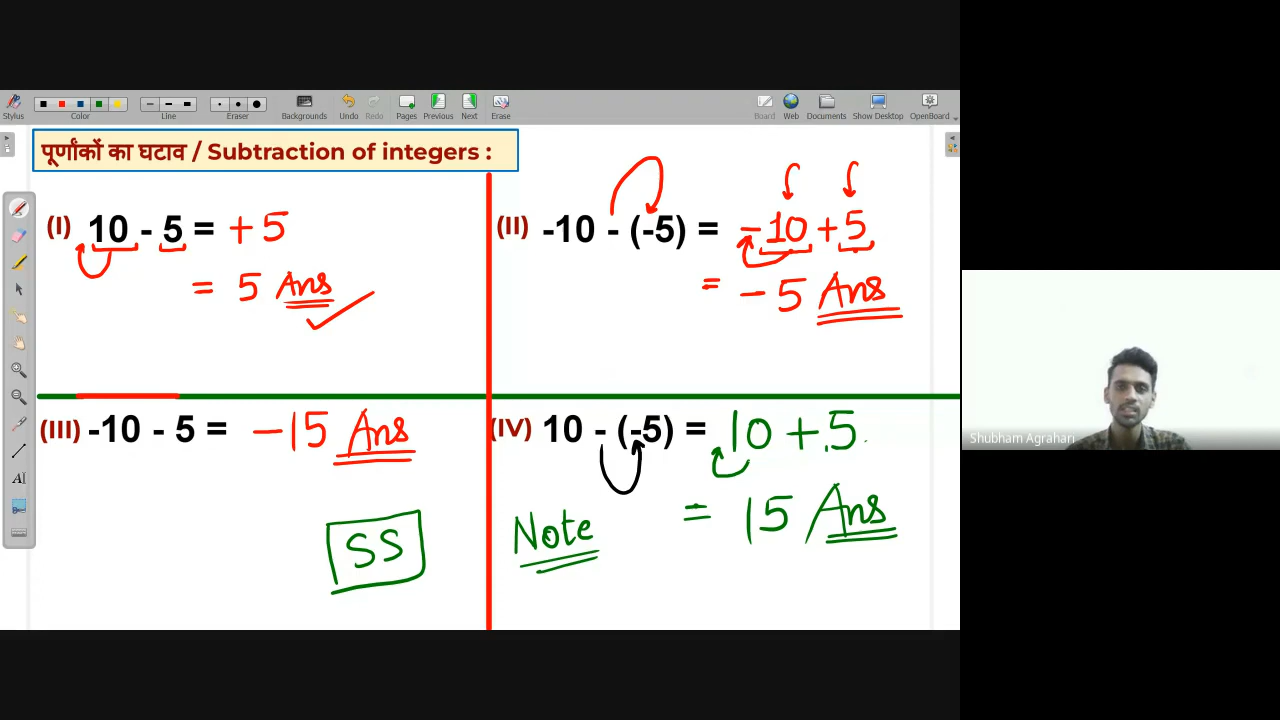 Stylus
Color
Line
Eraser
Backgrounds
Undo
Redo
Pages
Previous
Next
Erase
Board
Web
Documents
Show Desktop
OpenBoard
पूर्णांकों का घटाव / Subtraction of integers :
(I) 10 - 5 = +5
= 5 Ans
(II) -10 - (-5) = -10 + 5
= -5 Ans
(III) -10 - 5 = -15 Ans
SS
(IV) 10 - (-5) = 10 + 5
= 15 Ans
Note
Shubham Agrahari